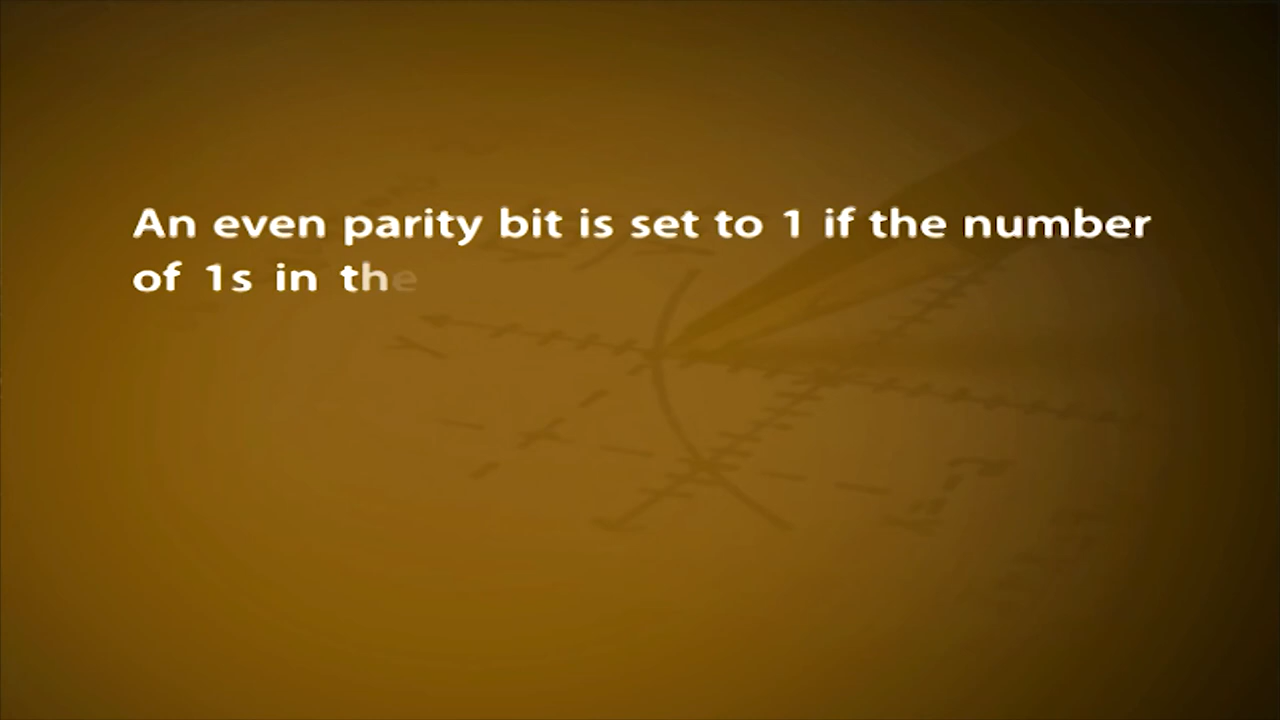 An even parity bit is set to 1 if the number
of 1s in the